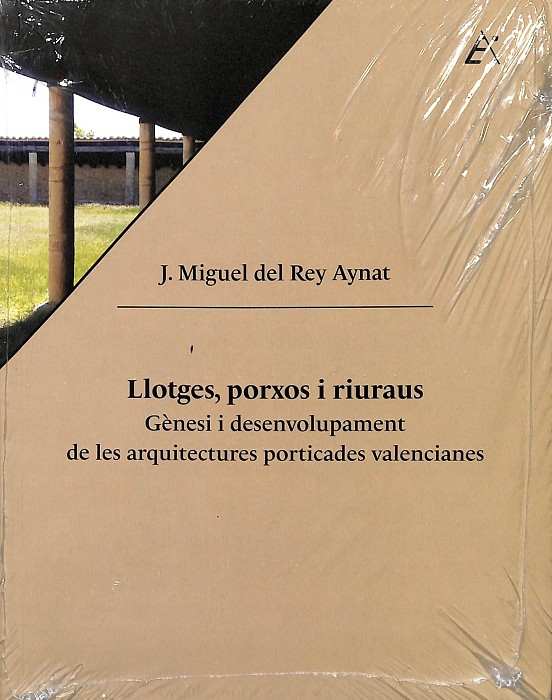 J. Miguel del Rey Aynat
Llotges, porxos i riuraus
Gènesi i desenvolupament
de les arquitectures porticades valencianes